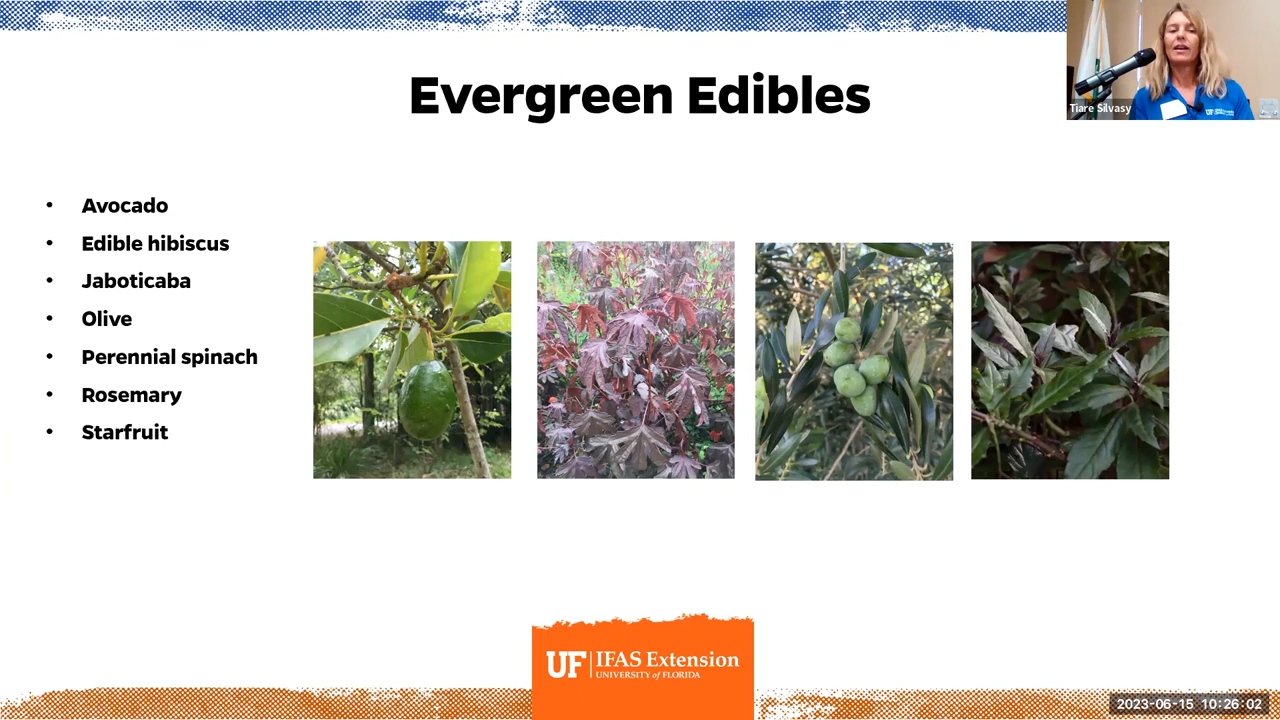 Evergreen Edibles
Tiare Silvasy
• Avocado
• Edible hibiscus
• Jaboticaba
• Olive
• Perennial spinach
• Rosemary
• Starfruit
UF IFAS Extension
UNIVERSITY of FLORIDA
2023-06-15 10:26:02